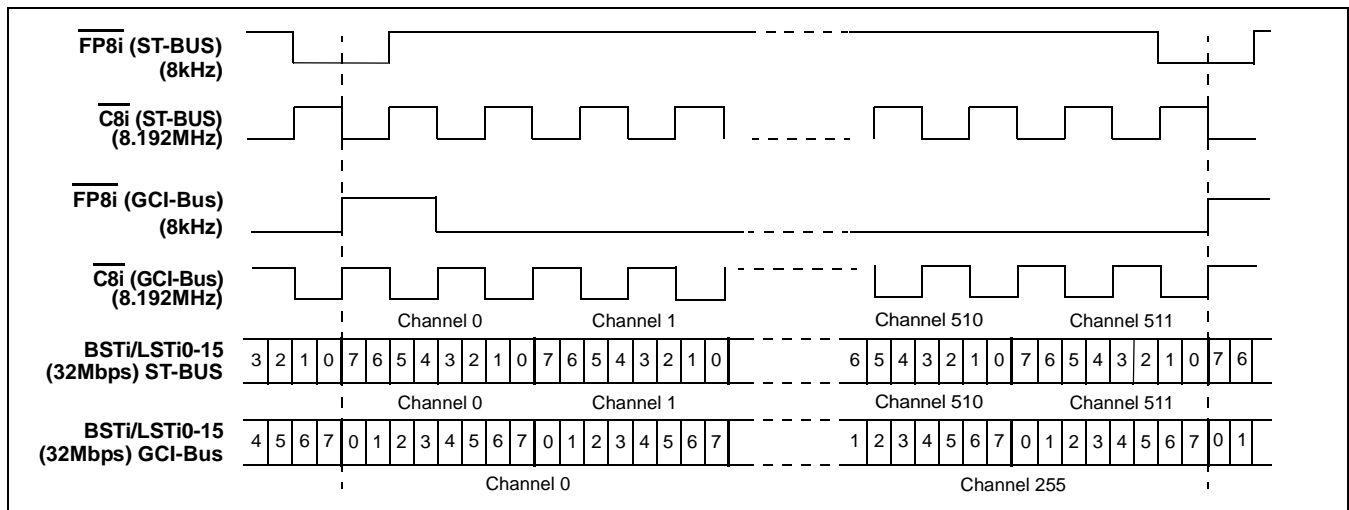 FP8i (ST-BUS)
(8kHz)
C8i (ST-BUS)
(8.192MHz)
FP8i (GCI-Bus)
(8kHz)
C8i (GCI-Bus)
(8.192MHz)
Channel 0 Channel 1 Channel 510 Channel 511
BSTi/LSTi0-15
(32Mbps) ST-BUS
3 2 1 0 7 6 5 4 3 2 1 0 7 6 5 4 3 2 1 0 6 5 4 3 2 1 0 7 6 5 4 3 2 1 0 7 6
Channel 0 Channel 1 Channel 510 Channel 511
BSTi/LSTi0-15
(32Mbps) GCI-Bus
4 5 6 7 0 1 2 3 4 5 6 7 0 1 2 3 4 5 6 7 1 2 3 4 5 6 7 0 1 2 3 4 5 6 7 0 1
Channel 0 Channel 255